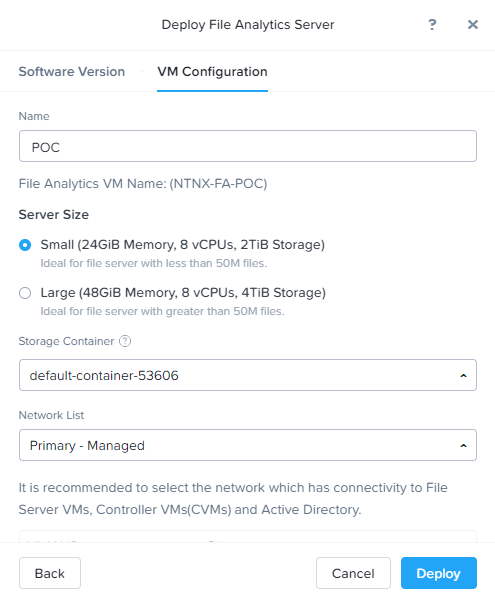 Deploy File Analytics Server
?
Software Version
VM Configuration
Name
POC
File Analytics VM Name: (NTNX-FA-POC)
Server Size
Small (24GiB Memory, 8 vCPUs, 2TiB Storage)
Ideal for file server with less than 50M files.
Large (48GiB Memory, 8 vCPUs, 4TiB Storage)
Ideal for file server with greater than 50M files.
Storage Container ?
default-container-53606
Network List
Primary - Managed
It is recommended to select the network which has connectivity to File
Server VMs, Controller VMs(CVMs) and Active Directory.
Back
Cancel
Deploy